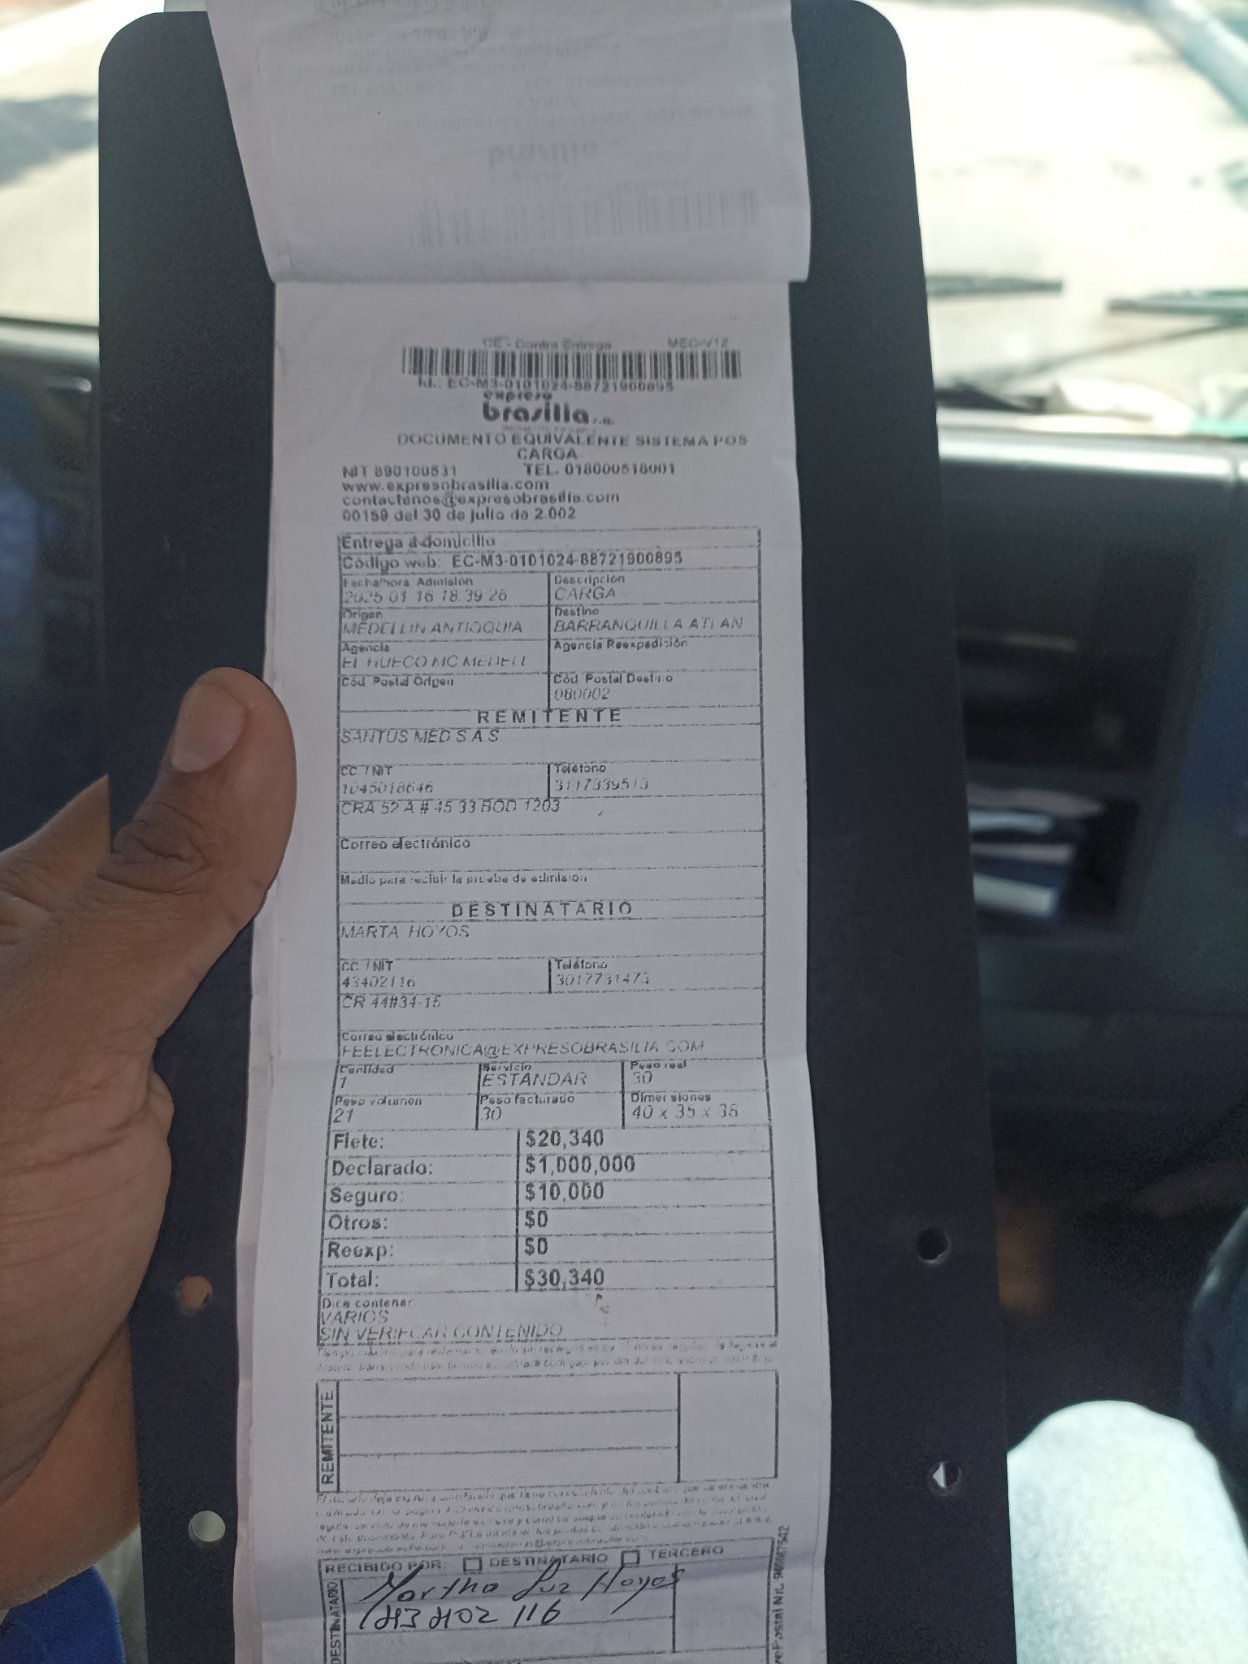 CE - Contra Entrega MEC-V12
Id.: EC-M3-0101024-88721900895
expreso
brasilia s.a.
DOCUMENTO EQUIVALENTE SISTEMA POS
CARGA
NIT 890100531 TEL. 018000518001
www.expresobrasilia.com
contactenos@expresobrasilia.com
00159 del 30 de julio de 2.002
Entrega a domicilio
Código web: EC-M3-0101024-88721900895
Fecha/hora Admisión Descripción
2025 01 16 18:39:26 CARGA
Origen Destino
MEDELLIN ANTIOQUIA BARRANQUILLA ATLAN
Agencia Agencia Reexpedición
EL HUECO MC MEDELL
Cód. Postal Origen Cód. Postal Destino
080002
REMITENTE
SANTOS MED S.A.S
CC / NIT Teléfono
1045018646 3117339513
CRA 52 A # 45 33 BOD 1203
Correo electrónico
Medio para recibir la prueba de admisión
DESTINATARIO
MARTA HOYOS
CC / NIT Teléfono
43402116 3017731473
CR 44#34-15
Correo electrónico
FEELECTRONICA@EXPRESOBRASILIA.COM
Cantidad Servicio Peso real
1 ESTANDAR 30
Peso volumen Peso facturado Dimensiones
21 30 40 x 35 x 38
Flete: $20,340
Declarado: $1,000,000
Seguro: $10,000
Otros: $0
Reexp: $0
Total: $30,340
Dice contener
VARIOS
SIN VERIFCAR CONTENIDO
REMITENTE
RECIBIDO POR DESTINATARIO TERCERO
DESTINATARIO
Martha Luz Hoyos
43402 116